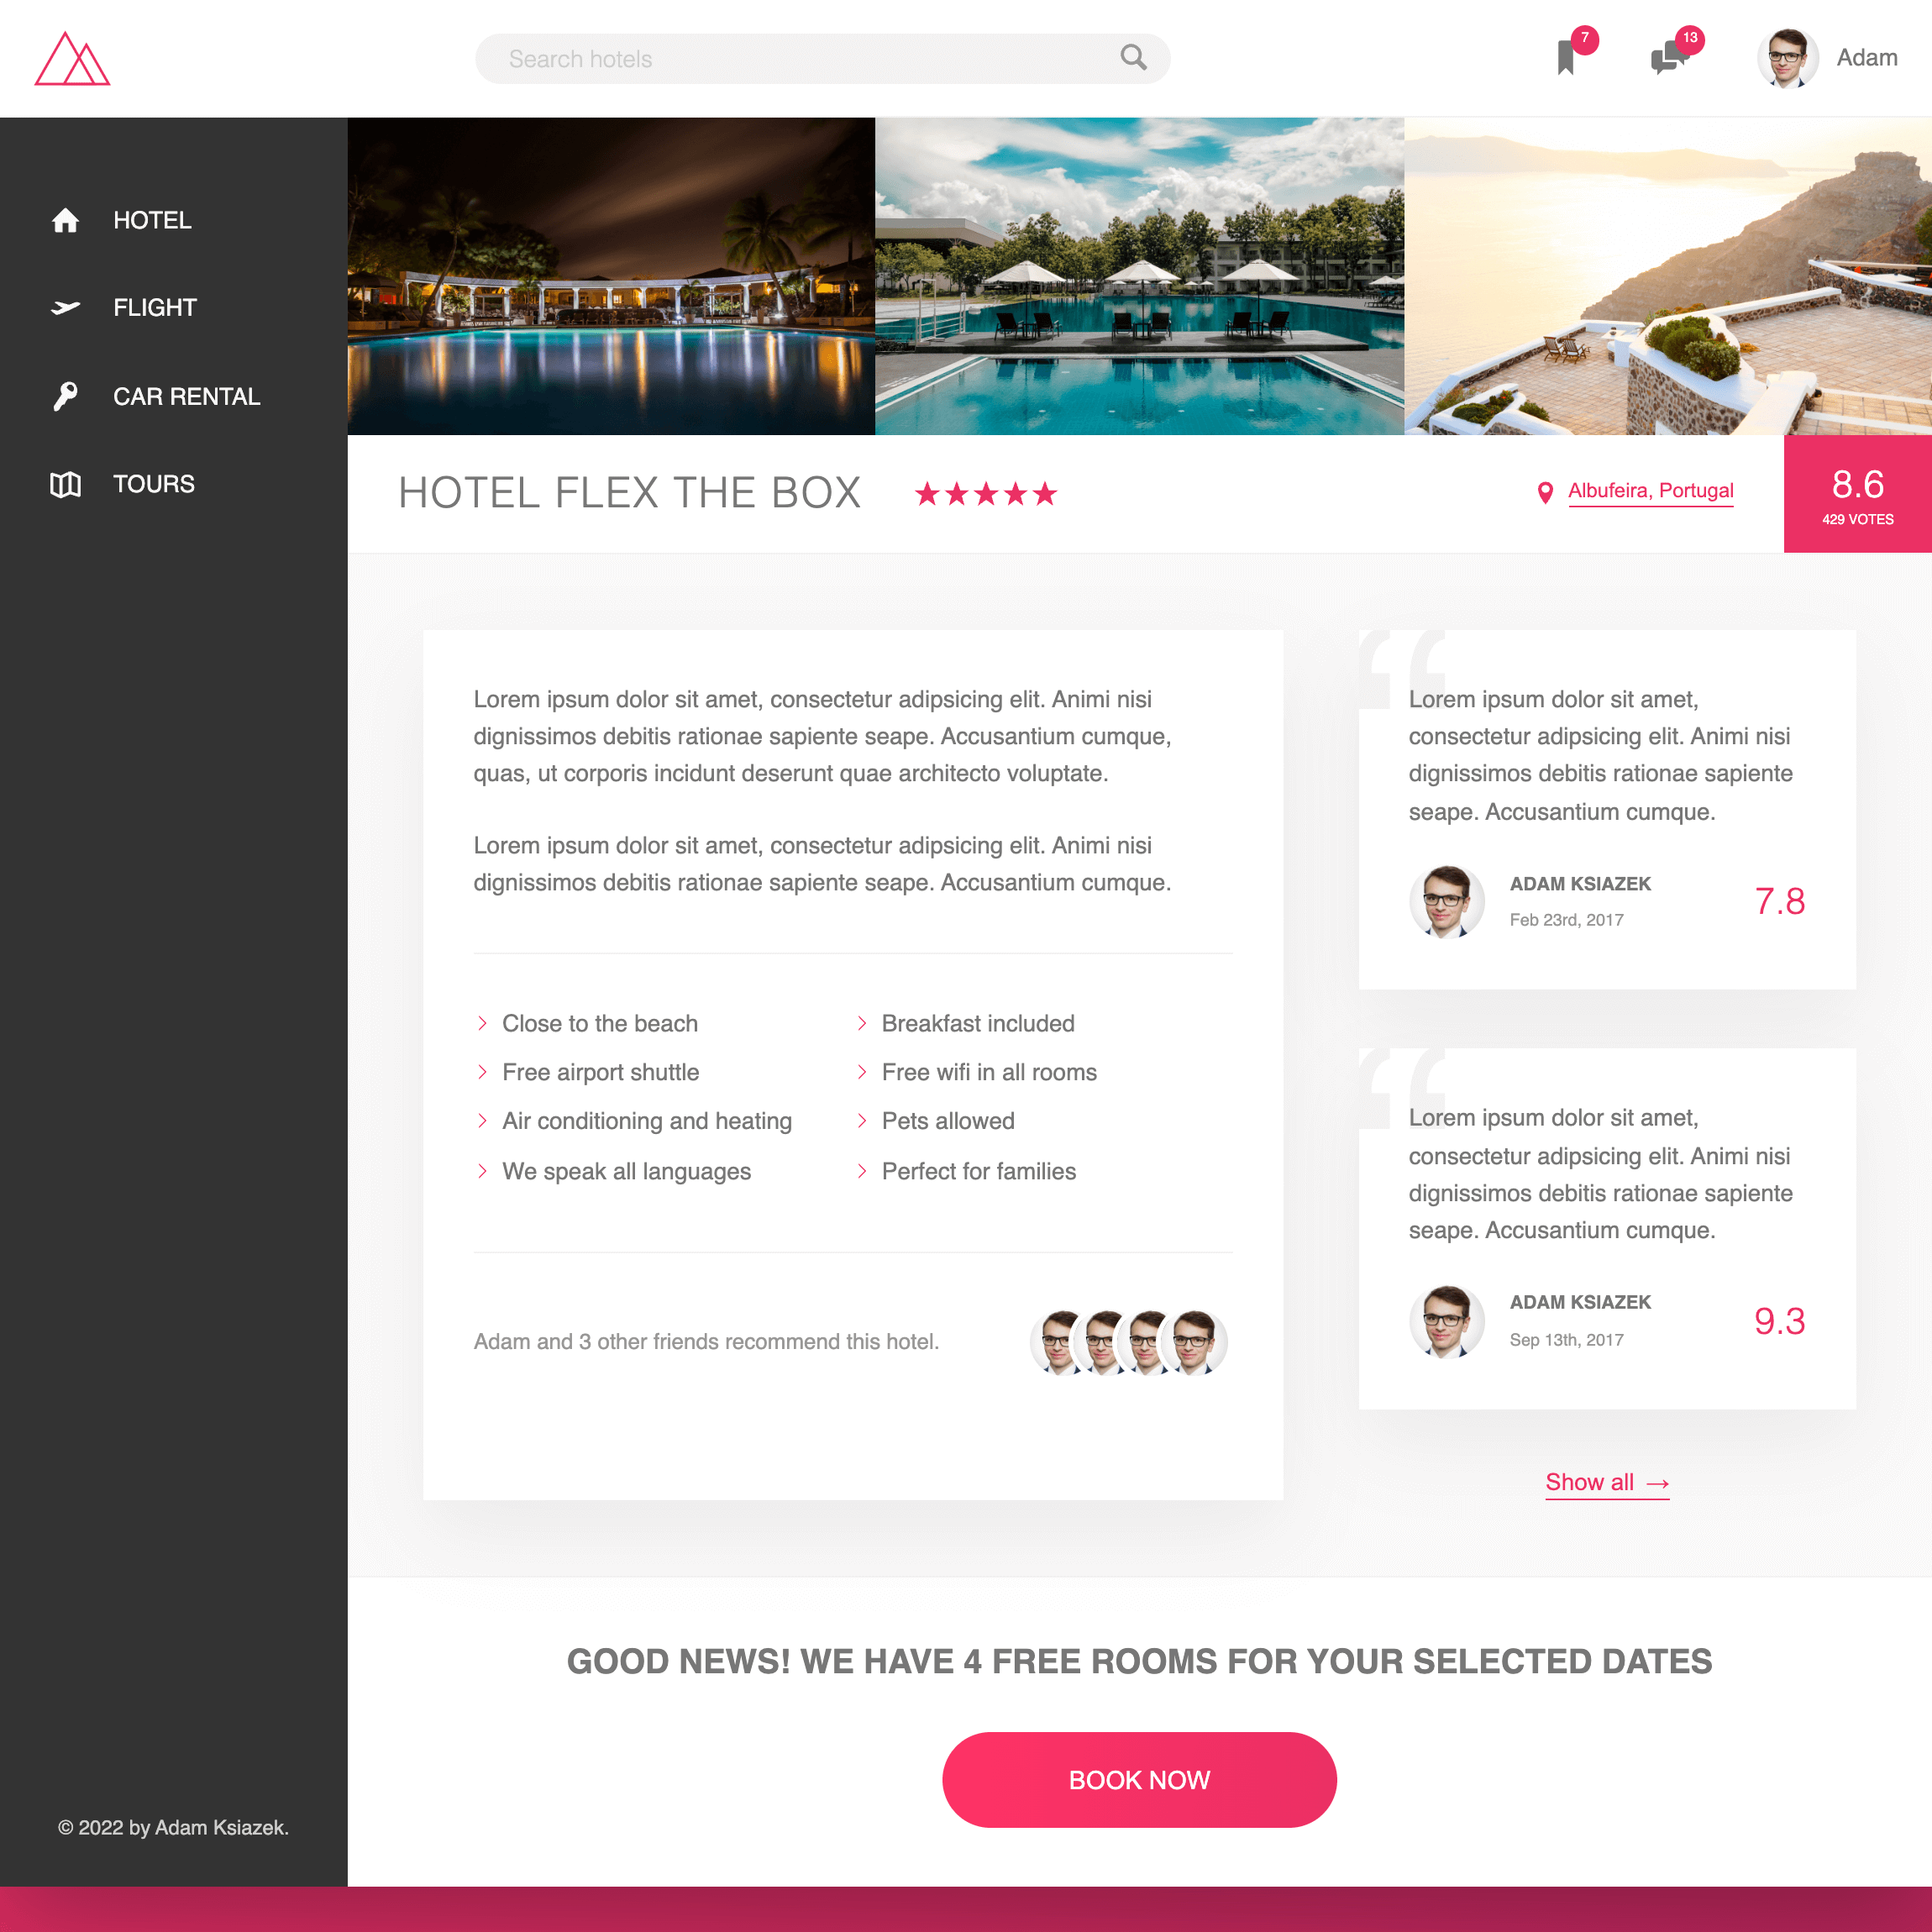 Search hotels
7
13
Adam
HOTEL
FLIGHT
CAR RENTAL
TOURS
HOTEL FLEX THE BOX
Albufeira, Portugal
8.6
429 VOTES
Lorem ipsum dolor sit amet, consectetur adipsicing elit. Animi nisi
dignissimos debitis rationae sapiente seape. Accusantium cumque,
quas, ut corporis incidunt deserunt quae architecto voluptate.
Lorem ipsum dolor sit amet, consectetur adipsicing elit. Animi nisi
dignissimos debitis rationae sapiente seape. Accusantium cumque.
Close to the beach
Breakfast included
Free airport shuttle
Free wifi in all rooms
Air conditioning and heating
Pets allowed
We speak all languages
Perfect for families
Adam and 3 other friends recommend this hotel.
“
Lorem ipsum dolor sit amet,
consectetur adipsicing elit. Animi nisi
dignissimos debitis rationae sapiente
seape. Accusantium cumque.
ADAM KSIAZEK
Feb 23rd, 2017
7.8
“
Lorem ipsum dolor sit amet,
consectetur adipsicing elit. Animi nisi
dignissimos debitis rationae sapiente
seape. Accusantium cumque.
ADAM KSIAZEK
Sep 13th, 2017
9.3
Show all →
GOOD NEWS! WE HAVE 4 FREE ROOMS FOR YOUR SELECTED DATES
BOOK NOW
© 2022 by Adam Ksiazek.